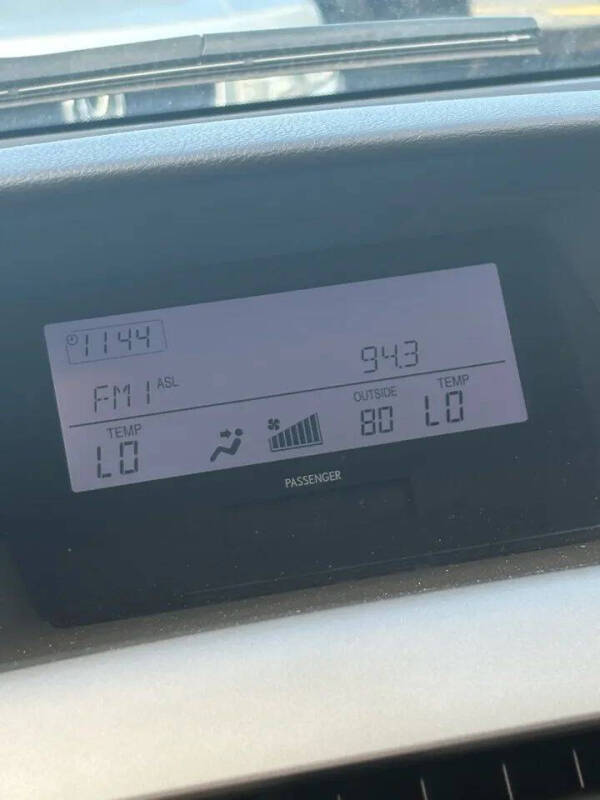 1144
94.3
FM1 ASL
TEMP OUTSIDE TEMP
LO 80 LO
PASSENGER